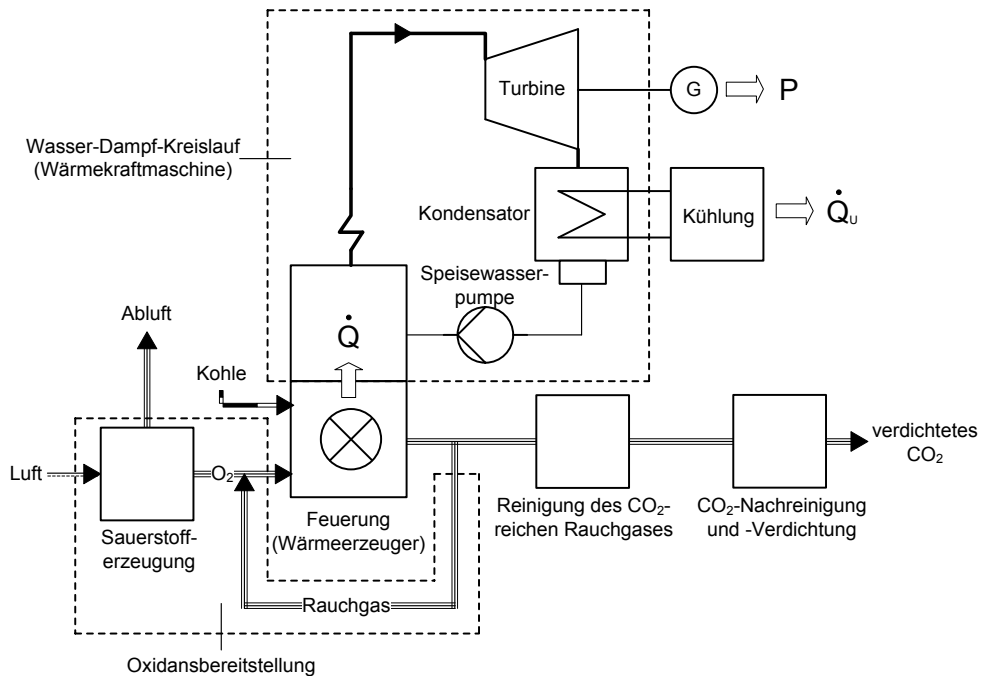 Turbine
G
P
Wasser-Dampf-Kreislauf
(Wärmekraftmaschine)
Kondensator
Kühlung
Q̇U
Speisewasser-
pumpe
Abluft
Q̇
Kohle
verdichtetes
CO₂
Luft
O₂
Sauerstoff-
erzeugung
Feuerung
(Wärmeerzeuger)
Reinigung des CO₂-
reichen Rauchgases
CO₂-Nachreinigung
und -Verdichtung
Rauchgas
Oxidansbereitstellung